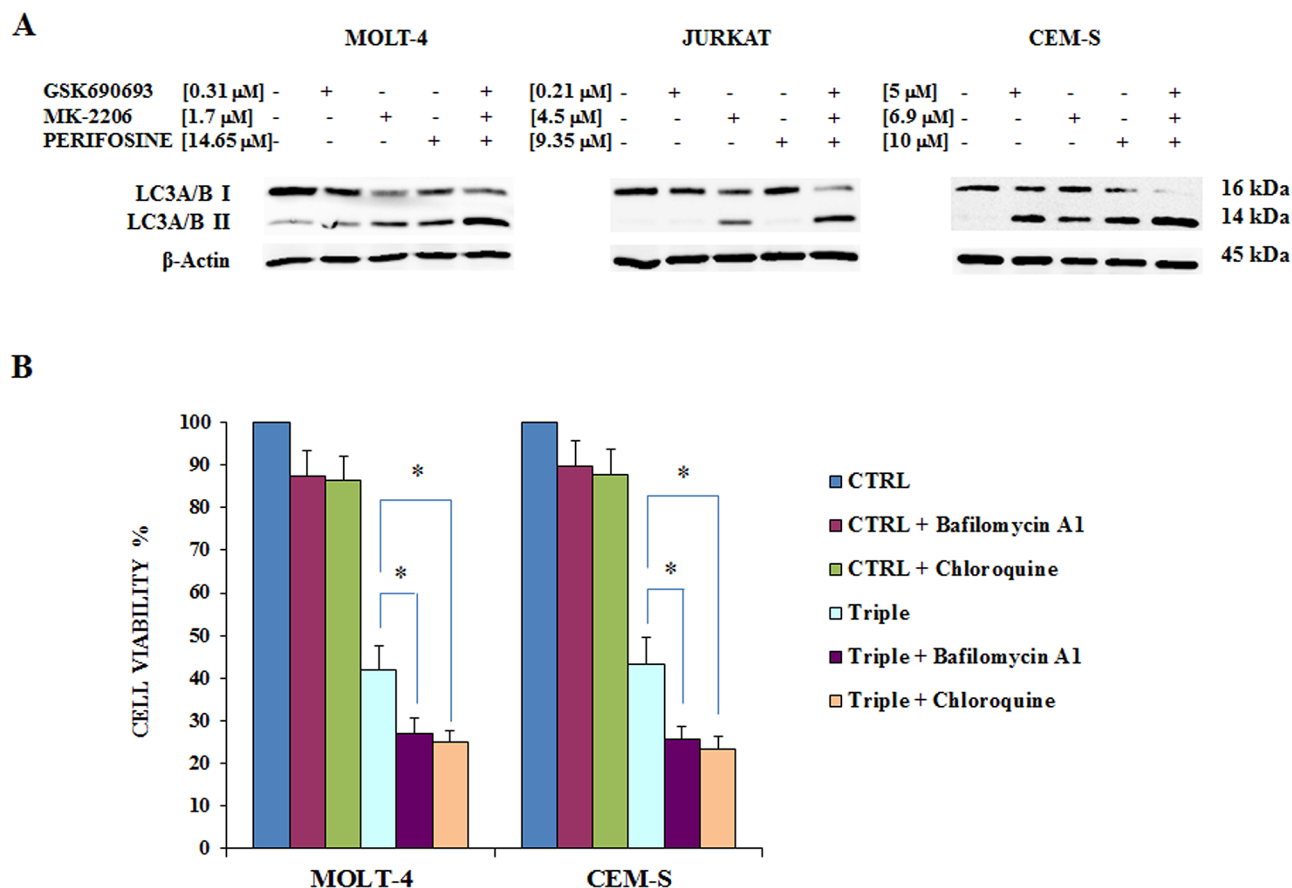 A
MOLT-4 JURKAT CEM-S
GSK690693 [0.31 µM] - + - - + [0.21 µM] - + - - + [5 µM] - + - - +
MK-2206 [1.7 µM] - - + - + [4.5 µM] - - + - + [6.9 µM] - - + - +
PERIFOSINE [14.65 µM] - - - + + [9.35 µM] - - - + + [10 µM] - - - + +
LC3A/B I 16 kDa
LC3A/B II 14 kDa
β-Actin 45 kDa
B
CELL VIABILITY %
100
90
80
70
60
50
40
30
20
10
0
* *
* *
MOLT-4 CEM-S
CTRL
CTRL + Bafilomycin A1
CTRL + Chloroquine
Triple
Triple + Bafilomycin A1
Triple + Chloroquine